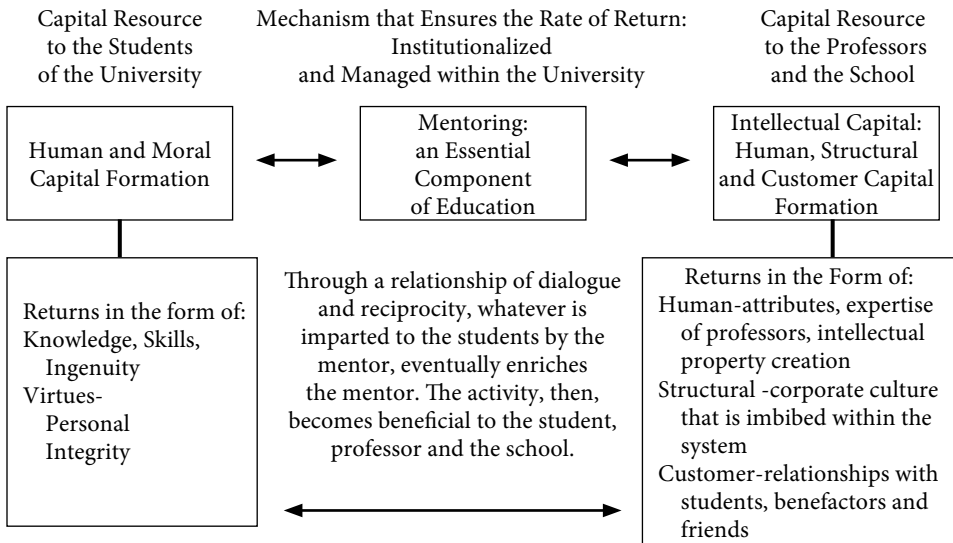 Capital Resource
to the Students
of the University
Mechanism that Ensures the Rate of Return:
Institutionalized
and Managed within the University
Capital Resource
to the Professors
and the School
Human and Moral
Capital Formation
Mentoring:
an Essential
Component
of Education
Intellectual Capital:
Human, Structural
and Customer Capital
Formation
Returns in the form of:
Knowledge, Skills,
Ingenuity
Virtues-
Personal
Integrity
Through a relationship of dialogue
and reciprocity, whatever is
imparted to the students by the
mentor, eventually enriches
the mentor. The activity, then,
becomes beneficial to the student,
professor and the school.
Returns in the Form of:
Human-attributes, expertise
of professors, intellectual
property creation
Structural -corporate culture
that is imbibed within the
system
Customer-relationships with
students, benefactors and
friends